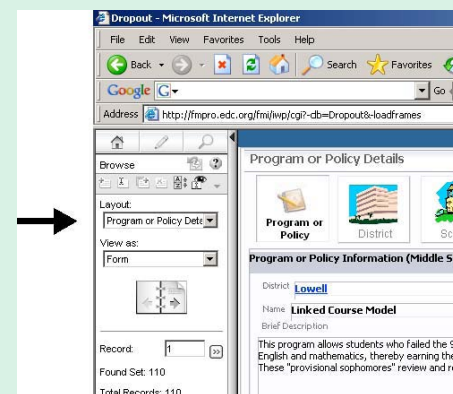 Dropout - Microsoft Internet Explorer
File Edit View Favorites Tools Help
Back Search Favorites
Google G Go
Address http://fmpro.edc.org/fmi/iwp/cgi?-db=Dropout&-loadframes
Browse
Program or Policy Details
Layout:
Program or Policy Deta
Program or Policy
District
Sc
View as:
Form
Program or Policy Information (Middle S
District Lowell
Name Linked Course Model
Brief Description
This program allows students who failed the 9
English and mathematics, thereby earning the
These "provisional sophomores" review and r
Record: 1
Found Set: 110
Total Records: 110